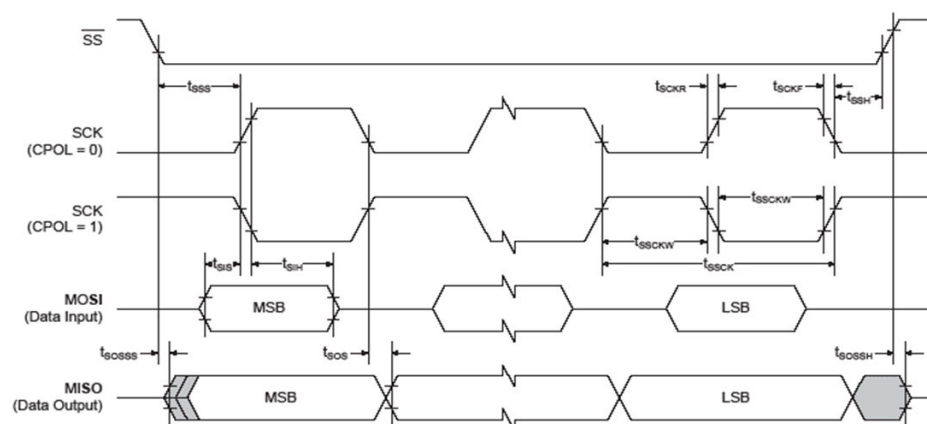 SS
tSSS
tSCKR
tSCKF
tSSH
SCK
(CPOL = 0)
SCK
(CPOL = 1)
tSSCKW
tSSCKW
tSSCK
tSIS
tSIH
MOSI
(Data Input)
MSB
LSB
tSOSSS
tSOS
tSOSSH
MISO
(Data Output)
MSB
LSB